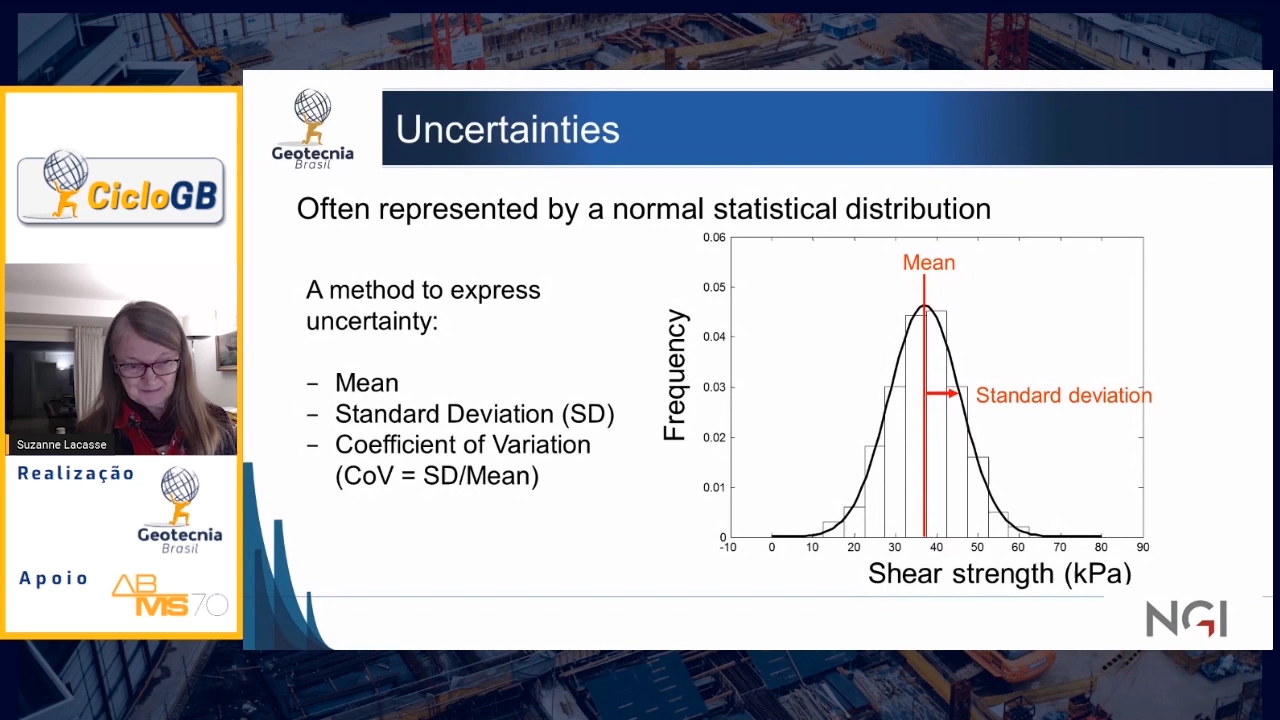 CicloGB
Suzanne Lacasse
Realização
Geotecnia
Brasil
Apoio
ABMS70
Geotecnia
Brasil
Uncertainties
Often represented by a normal statistical distribution
A method to express
uncertainty:
– Mean
– Standard Deviation (SD)
– Coefficient of Variation
(CoV = SD/Mean)
Frequency
0.06
0.05
0.04
0.03
0.02
0.01
0
Mean
Standard deviation
-10 0 10 20 30 40 50 60 70 80 90
Shear strength (kPa)
NGI